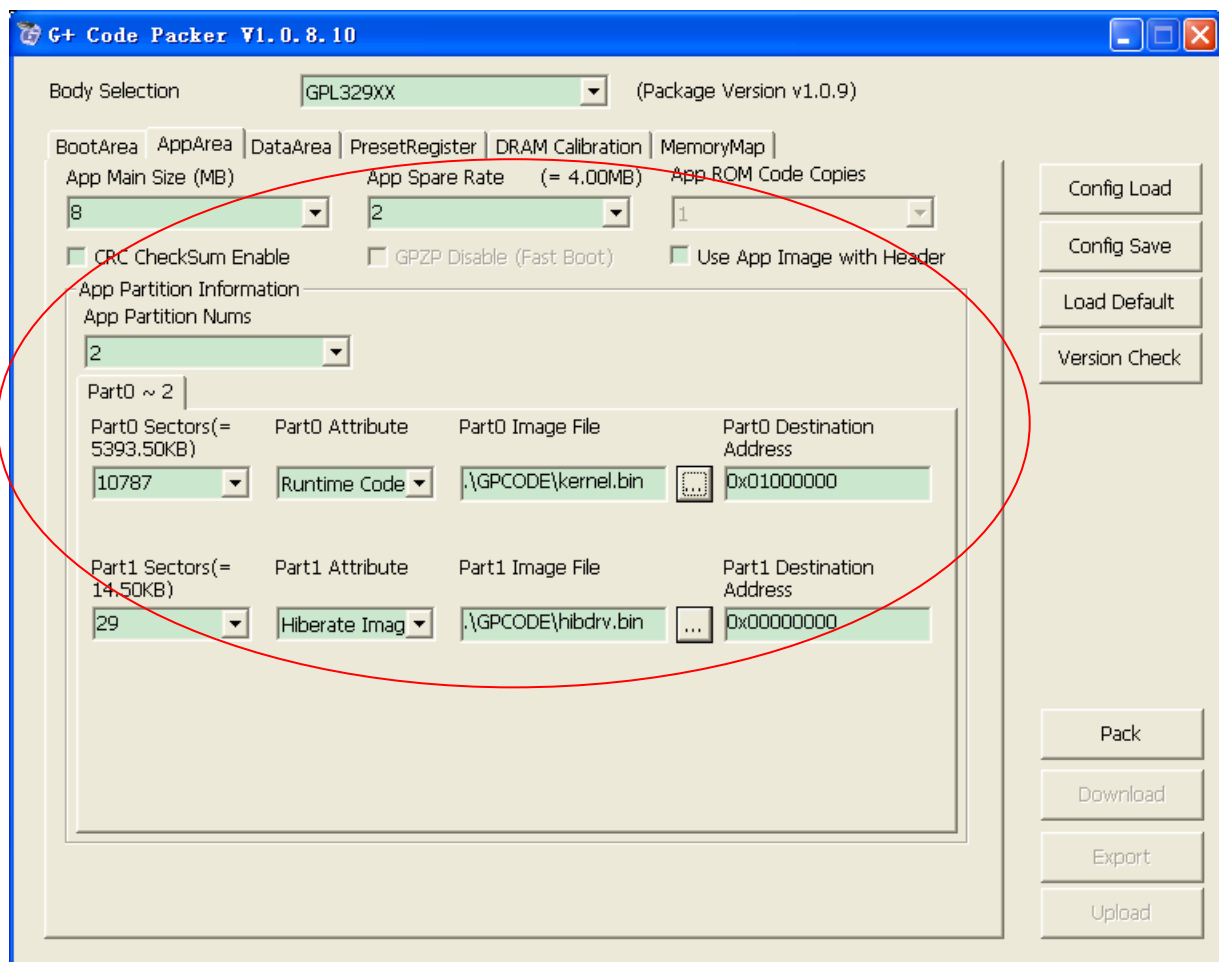 G+ Code Packer V1.0.8.10
Body Selection GPL329XX (Package Version v1.0.9)
BootArea AppArea DataArea PresetRegister DRAM Calibration MemoryMap
App Main Size (MB) App Spare Rate (= 4.00MB) App ROM Code Copies
8 2 1
CRC CheckSum Enable GPZP Disable (Fast Boot) Use App Image with Header
App Partition Information
App Partition Nums
2
Part0 ~ 2
Part0 Sectors(= Part0 Attribute Part0 Image File Part0 Destination
5393.50KB) Address
10787 Runtime Code .\GPCODE\kernel.bin ... 0x01000000
Part1 Sectors(= Part1 Attribute Part1 Image File Part1 Destination
14.50KB) Address
29 Hiberate Imag .\GPCODE\hibdrv.bin ... 0x00000000
Config Load
Config Save
Load Default
Version Check
Pack
Download
Export
Upload